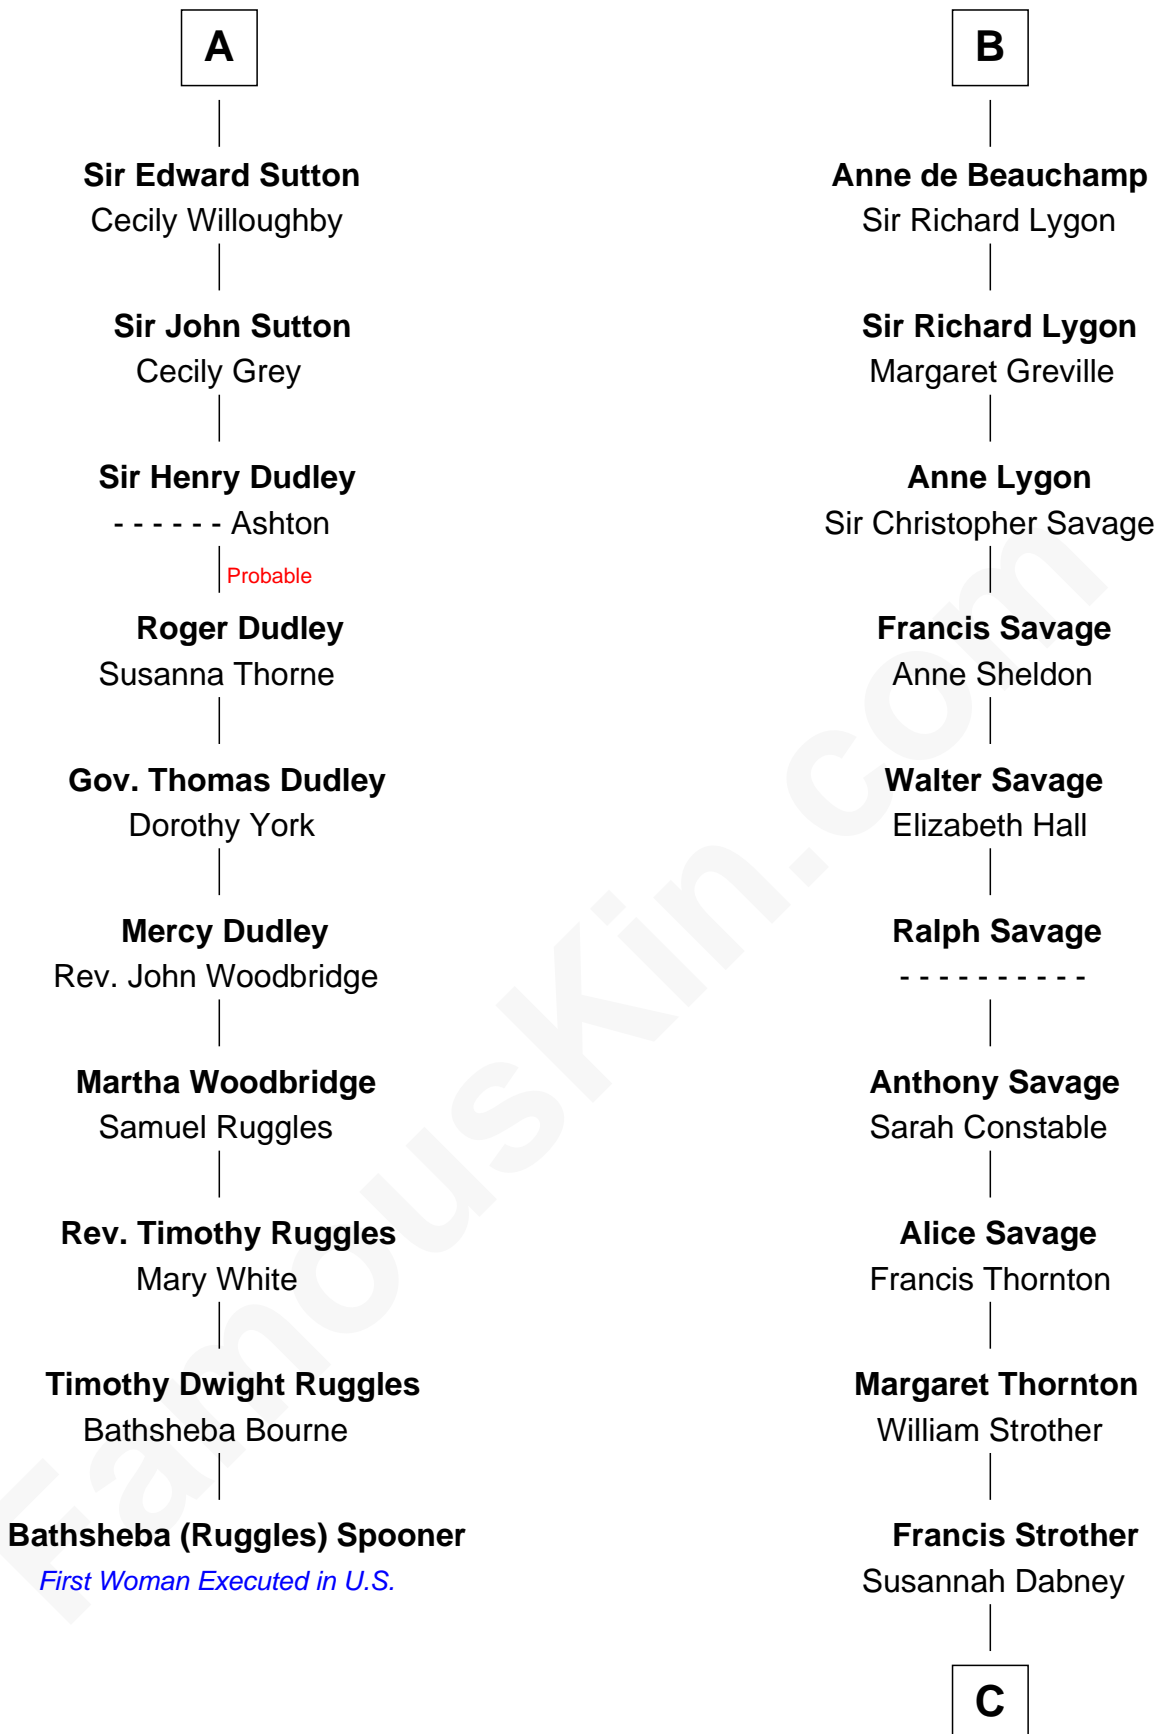 A
Sir Edward Sutton
Cecily Willoughby
Sir John Sutton
Cecily Grey
Sir Henry Dudley
- - - - - - Ashton
Probable
Roger Dudley
Susanna Thorne
Gov. Thomas Dudley
Dorothy York
Mercy Dudley
Rev. John Woodbridge
Martha Woodbridge
Samuel Ruggles
Rev. Timothy Ruggles
Mary White
Timothy Dwight Ruggles
Bathsheba Bourne
Bathsheba (Ruggles) Spooner
First Woman Executed in U.S.
B
Anne de Beauchamp
Sir Richard Lygon
Sir Richard Lygon
Margaret Greville
Anne Lygon
Sir Christopher Savage
Francis Savage
Anne Sheldon
Walter Savage
Elizabeth Hall
Ralph Savage
- - - - - - - - - -
Anthony Savage
Sarah Constable
Alice Savage
Francis Thornton
Margaret Thornton
William Strother
Francis Strother
Susannah Dabney
C
FamousKin.com